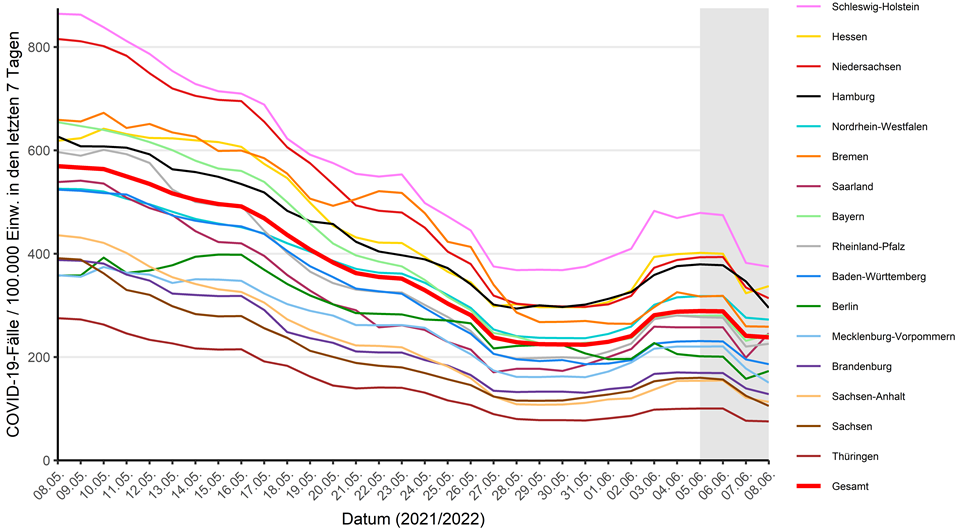 COVID-19-Fälle / 100.000 Einw. in den letzten 7 Tagen
800
600
400
200
0
08.05.
09.05.
10.05.
11.05.
12.05.
13.05.
14.05.
15.05.
16.05.
17.05.
18.05.
19.05.
20.05.
21.05.
22.05.
23.05.
24.05.
25.05.
26.05.
27.05.
28.05.
29.05.
30.05.
31.05.
01.06.
02.06.
03.06.
04.06.
05.06.
06.06.
07.06.
08.06.
Datum (2021/2022)
Schleswig-Holstein
Hessen
Niedersachsen
Hamburg
Nordrhein-Westfalen
Bremen
Saarland
Bayern
Rheinland-Pfalz
Baden-Württemberg
Berlin
Mecklenburg-Vorpommern
Brandenburg
Sachsen-Anhalt
Sachsen
Thüringen
Gesamt